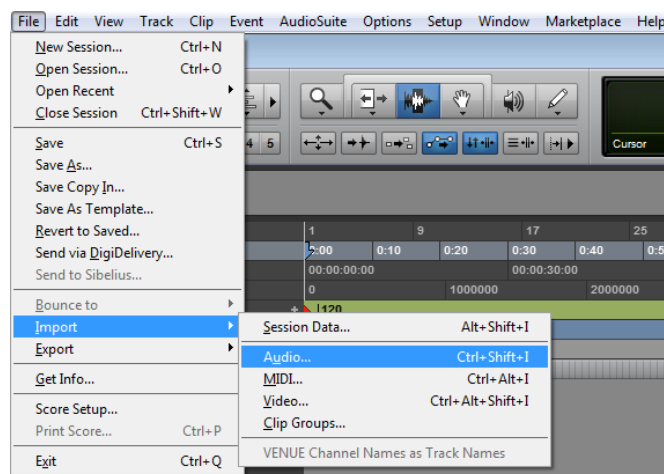 File Edit View Track Clip Event AudioSuite Options Setup Window Marketplace Help
New Session... Ctrl+N
Open Session... Ctrl+O
Open Recent
Close Session Ctrl+Shift+W
Save Ctrl+S
4 5
Cursor
Save As...
Save Copy In...
Save As Template...
Revert to Saved...
1 9 17 25
Send via DigiDelivery...
0:00 0:10 0:20 0:30 0:40
Send to Sibelius...
00:00:00:00 00:00:30:00
0 1000000 2000000
Bounce to
120
Import
Session Data... Alt+Shift+I
Export
Audio... Ctrl+Shift+I
Get Info...
MIDI... Ctrl+Alt+I
Video... Ctrl+Alt+Shift+I
Score Setup...
Clip Groups...
Print Score... Ctrl+P
VENUE Channel Names as Track Names
Exit Ctrl+Q